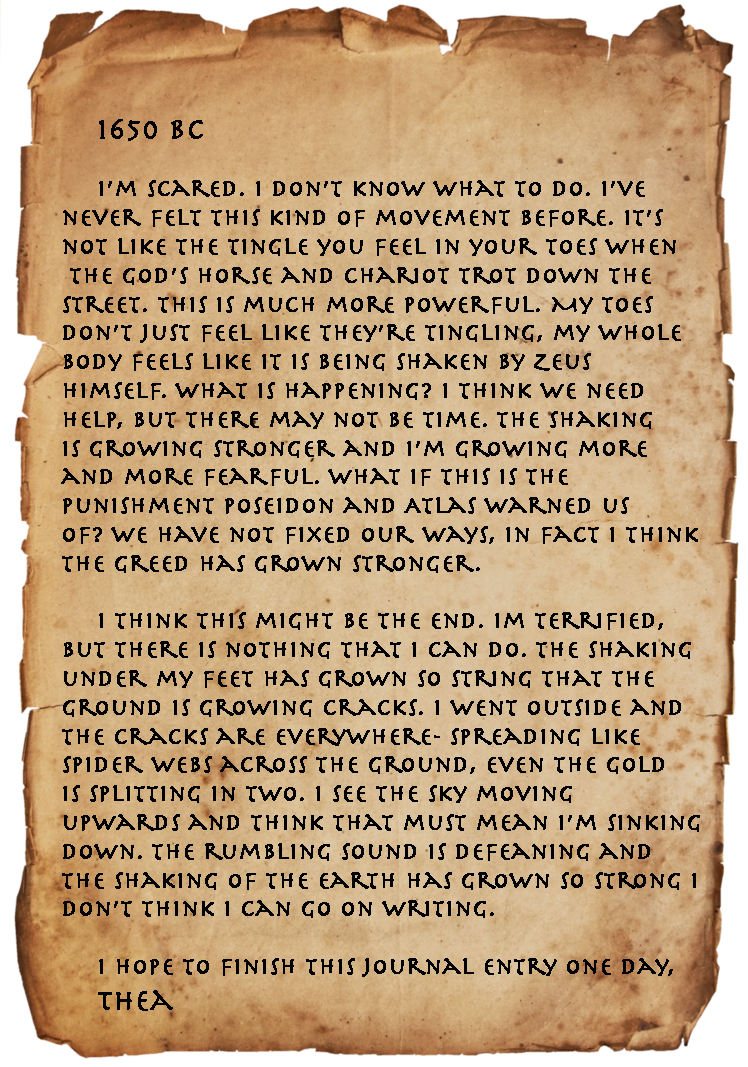 1650 BC
I'M SCARED. I DON'T KNOW WHAT TO DO. I'VE
NEVER FELT THIS KIND OF MOVEMENT BEFORE. IT'S
NOT LIKE THE TINGLE YOU FEEL IN YOUR TOES WHEN
THE GOD'S HORSE AND CHARIOT TROT DOWN THE
STREET. THIS IS MUCH MORE POWERFUL. MY TOES
DON'T JUST FEEL LIKE THEY'RE TINGLING, MY WHOLE
BODY FEELS LIKE IT IS BEING SHAKEN BY ZEUS
HIMSELF. WHAT IS HAPPENING? I THINK WE NEED
HELP, BUT THERE MAY NOT BE TIME. THE SHAKING
IS GROWING STRONGER AND I'M GROWING MORE
AND MORE FEARFUL. WHAT IF THIS IS THE
PUNISHMENT POSEIDON AND ATLAS WARNED US
OF? WE HAVE NOT FIXED OUR WAYS, IN FACT I THINK
THE GREED HAS GROWN STRONGER.
I THINK THIS MIGHT BE THE END. IM TERRIFIED,
BUT THERE IS NOTHING THAT I CAN DO. THE SHAKING
UNDER MY FEET HAS GROWN SO STRING THAT THE
GROUND IS GROWING CRACKS. I WENT OUTSIDE AND
THE CRACKS ARE EVERYWHERE- SPREADING LIKE
SPIDER WEBS ACROSS THE GROUND, EVEN THE GOLD
IS SPLITTING IN TWO. I SEE THE SKY MOVING
UPWARDS AND THINK THAT MUST MEAN I'M SINKING
DOWN. THE RUMBLING SOUND IS DEFEANING AND
THE SHAKING OF THE EARTH HAS GROWN SO STRONG I
DON'T THINK I CAN GO ON WRITING.
I HOPE TO FINISH THIS JOURNAL ENTRY ONE DAY,
THEA